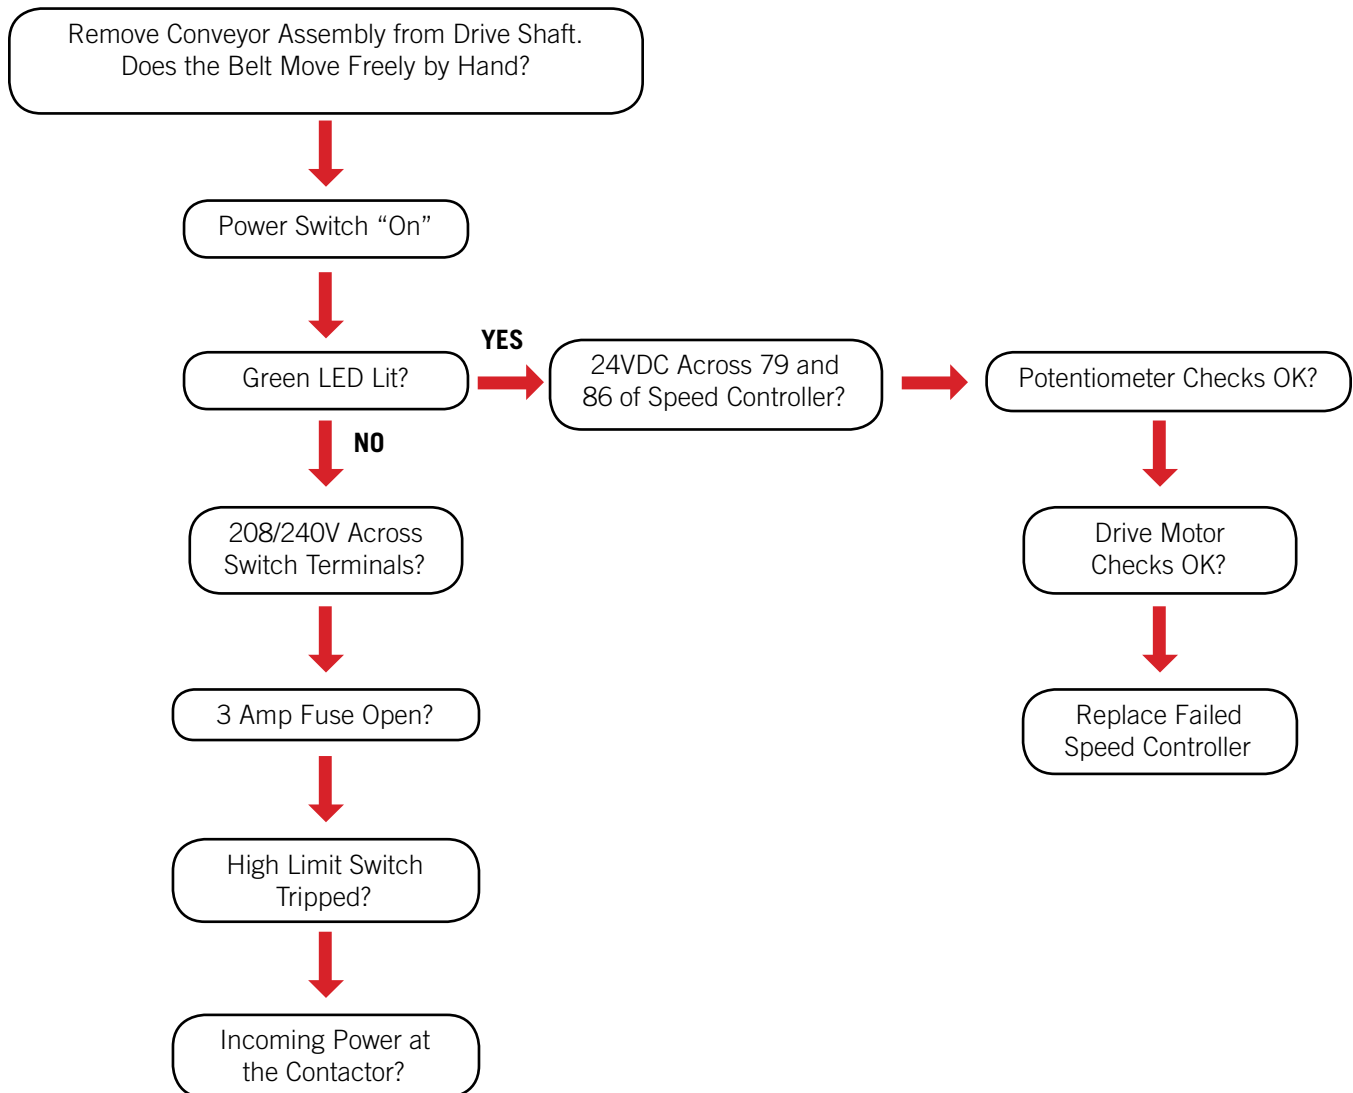 Remove Conveyor Assembly from Drive Shaft.
Does the Belt Move Freely by Hand?
Power Switch “On”
Green LED Lit?
YES
24VDC Across 79 and
86 of Speed Controller?
Potentiometer Checks OK?
NO
208/240V Across
Switch Terminals?
Drive Motor
Checks OK?
3 Amp Fuse Open?
Replace Failed
Speed Controller
High Limit Switch
Tripped?
Incoming Power at
the Contactor?